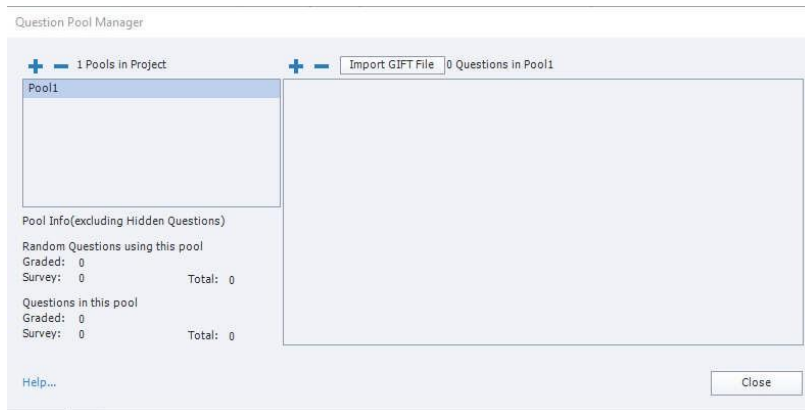 Question Pool Manager
1 Pools in Project
Import GIFT File 0 Questions in Pool1
Pool1
Pool Info(excluding Hidden Questions)
Random Questions using this pool
Graded: 0
Survey: 0 Total: 0
Questions in this pool
Graded: 0
Survey: 0 Total: 0
Help...
Close